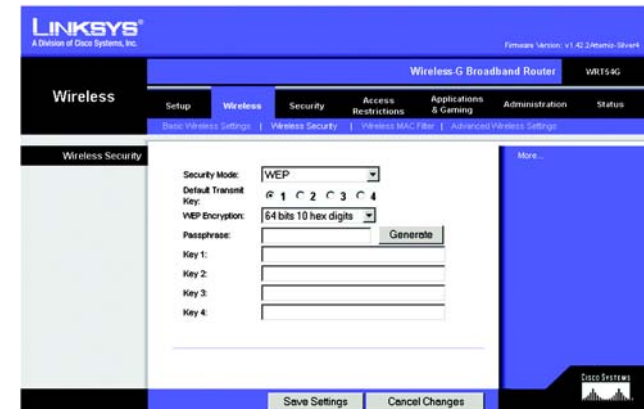 LINKSYS®
A Division of Cisco Systems, Inc.
Firmware Version: v1.42.2
Wireless-G Broadband Router WRT54G
Wireless
Setup Wireless Security Access Restrictions Applications & Gaming Administration Status
Basic Wireless Settings | Wireless Security | Wireless MAC Filter | Advanced Wireless Settings
Wireless Security
More...
Security Mode: WEP
Default Transmit Key: 1 2 3 4
WEP Encryption: 64 bits 10 hex digits
Passphrase: Generate
Key 1:
Key 2:
Key 3:
Key 4:
CISCO SYSTEMS
Save Settings Cancel Changes